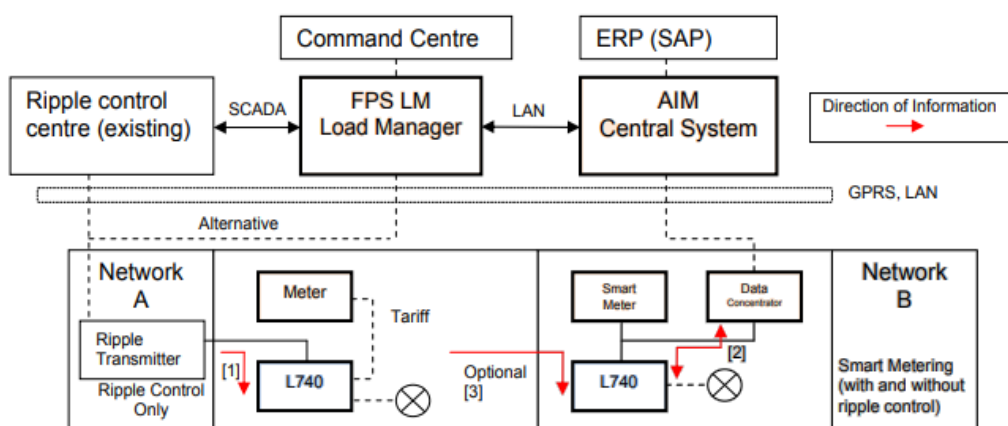 Command Centre
ERP (SAP)
Ripple control
centre (existing)
SCADA
FPS LM
Load Manager
LAN
AIM
Central System
Direction of Information
GPRS, LAN
Alternative
Network
A
Meter
Tariff
Smart
Meter
Data
Concentrator
Network
B
Ripple
Transmitter
[1]
L740
Optional
[3]
L740
[2]
Ripple Control
Only
Smart Metering
(with and without
ripple control)